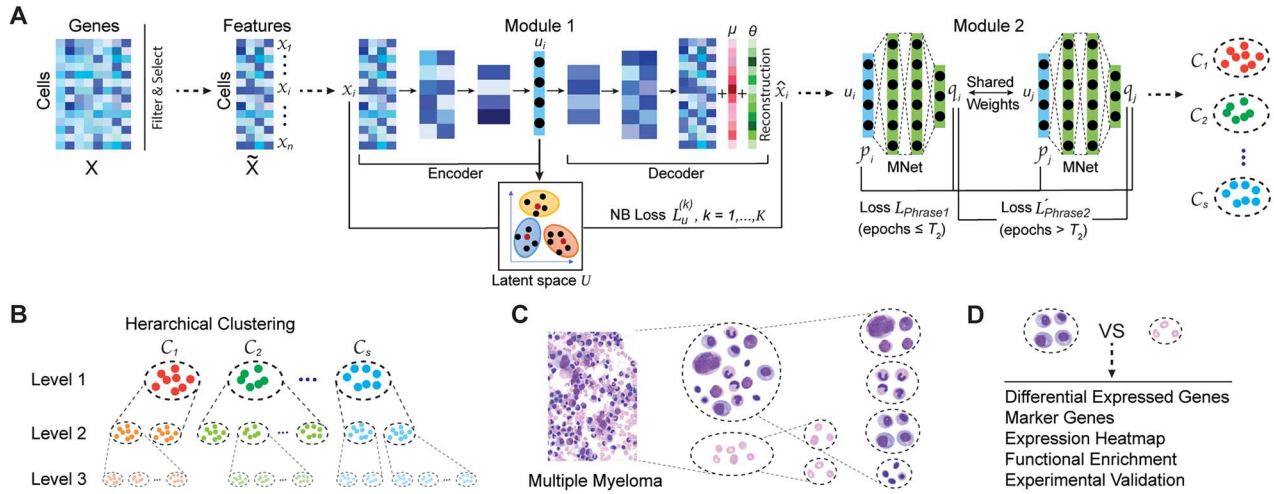 A
Genes
Cells
Filter & Select
X
Features
Cells
x1
xi
xn
X̃
Module 1
xi
ui
μ
θ
+
+
Reconstruction
x̂i
Encoder
Decoder
NB Loss Lu(k), k = 1,...,K
Latent space U
Module 2
ui
pi
MNet
qi
Shared
Weights
uj
pj
MNet
qj
Loss LPhrase1
(epochs ≤ T2)
Loss L′Phrase2
(epochs > T2)
C1
C2
Cs
B
Herarchical Clustering
C1
C2
Cs
Level 1
Level 2
Level 3
C
Multiple Myeloma
D
VS
Differential Expressed Genes
Marker Genes
Expression Heatmap
Functional Enrichment
Experimental Validation